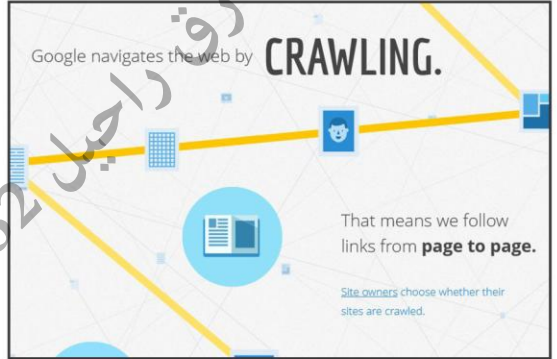 Google navigates the web by CRAWLING.
راحيل
That means we follow
links from page to page.
Site owners choose whether their
sites are crawled.